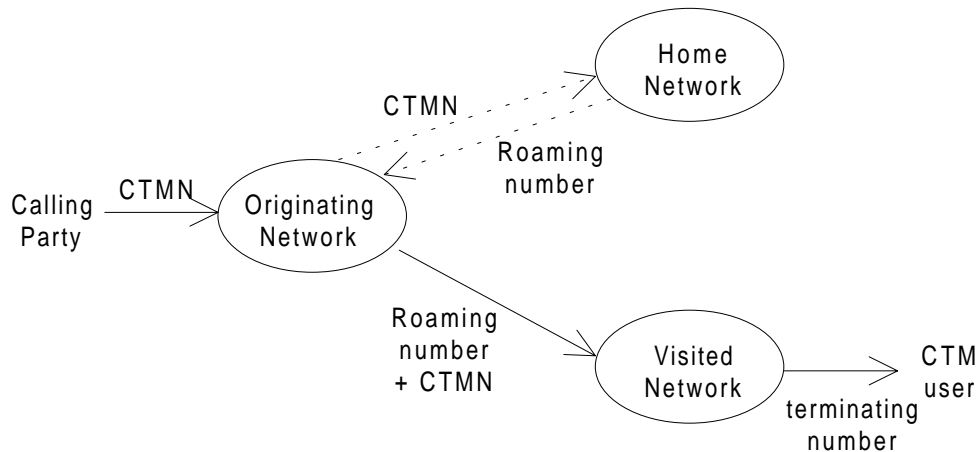 Home
Network
CTMN
Roaming
number
CTMN
Calling
Party
Originating
Network
Roaming
number
+ CTMN
Visited
Network
CTM
user
terminating
number